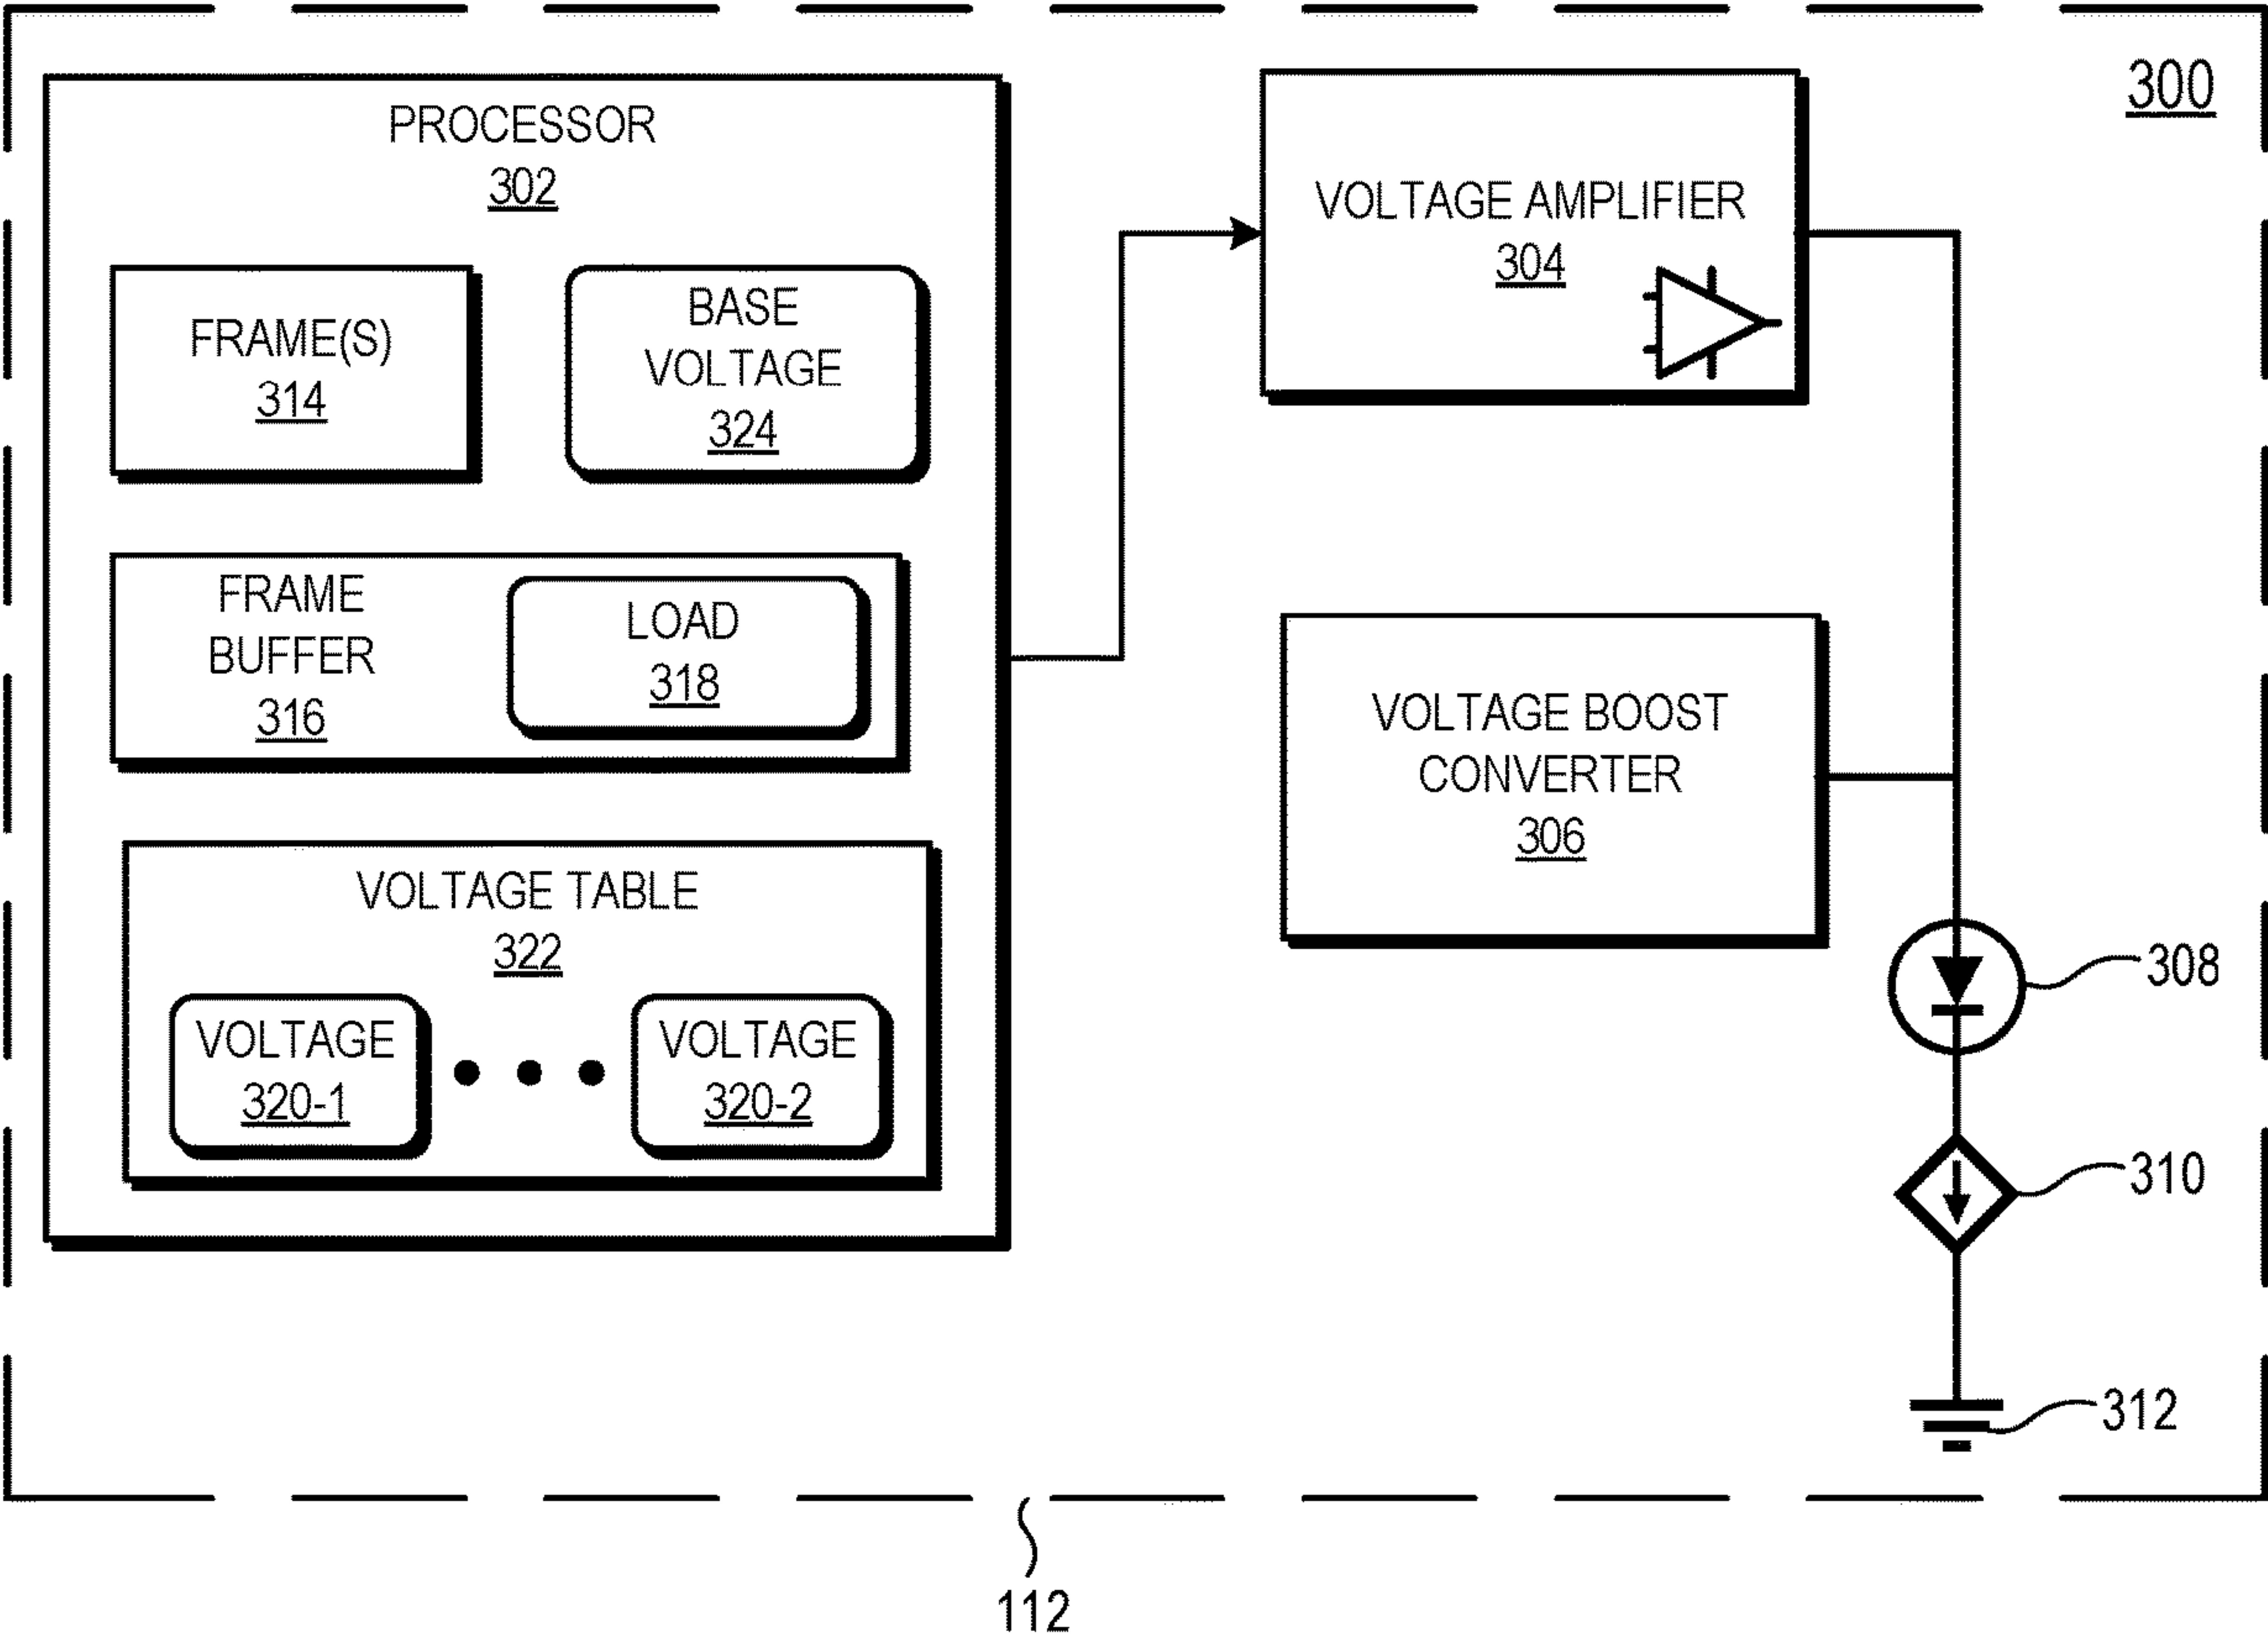 300
PROCESSOR
302
FRAME(S)
314
BASE
VOLTAGE
324
FRAME
BUFFER
316
LOAD
318
VOLTAGE TABLE
322
VOLTAGE
320-1
VOLTAGE
320-2
VOLTAGE AMPLIFIER
304
VOLTAGE BOOST
CONVERTER
306
308
310
312
112